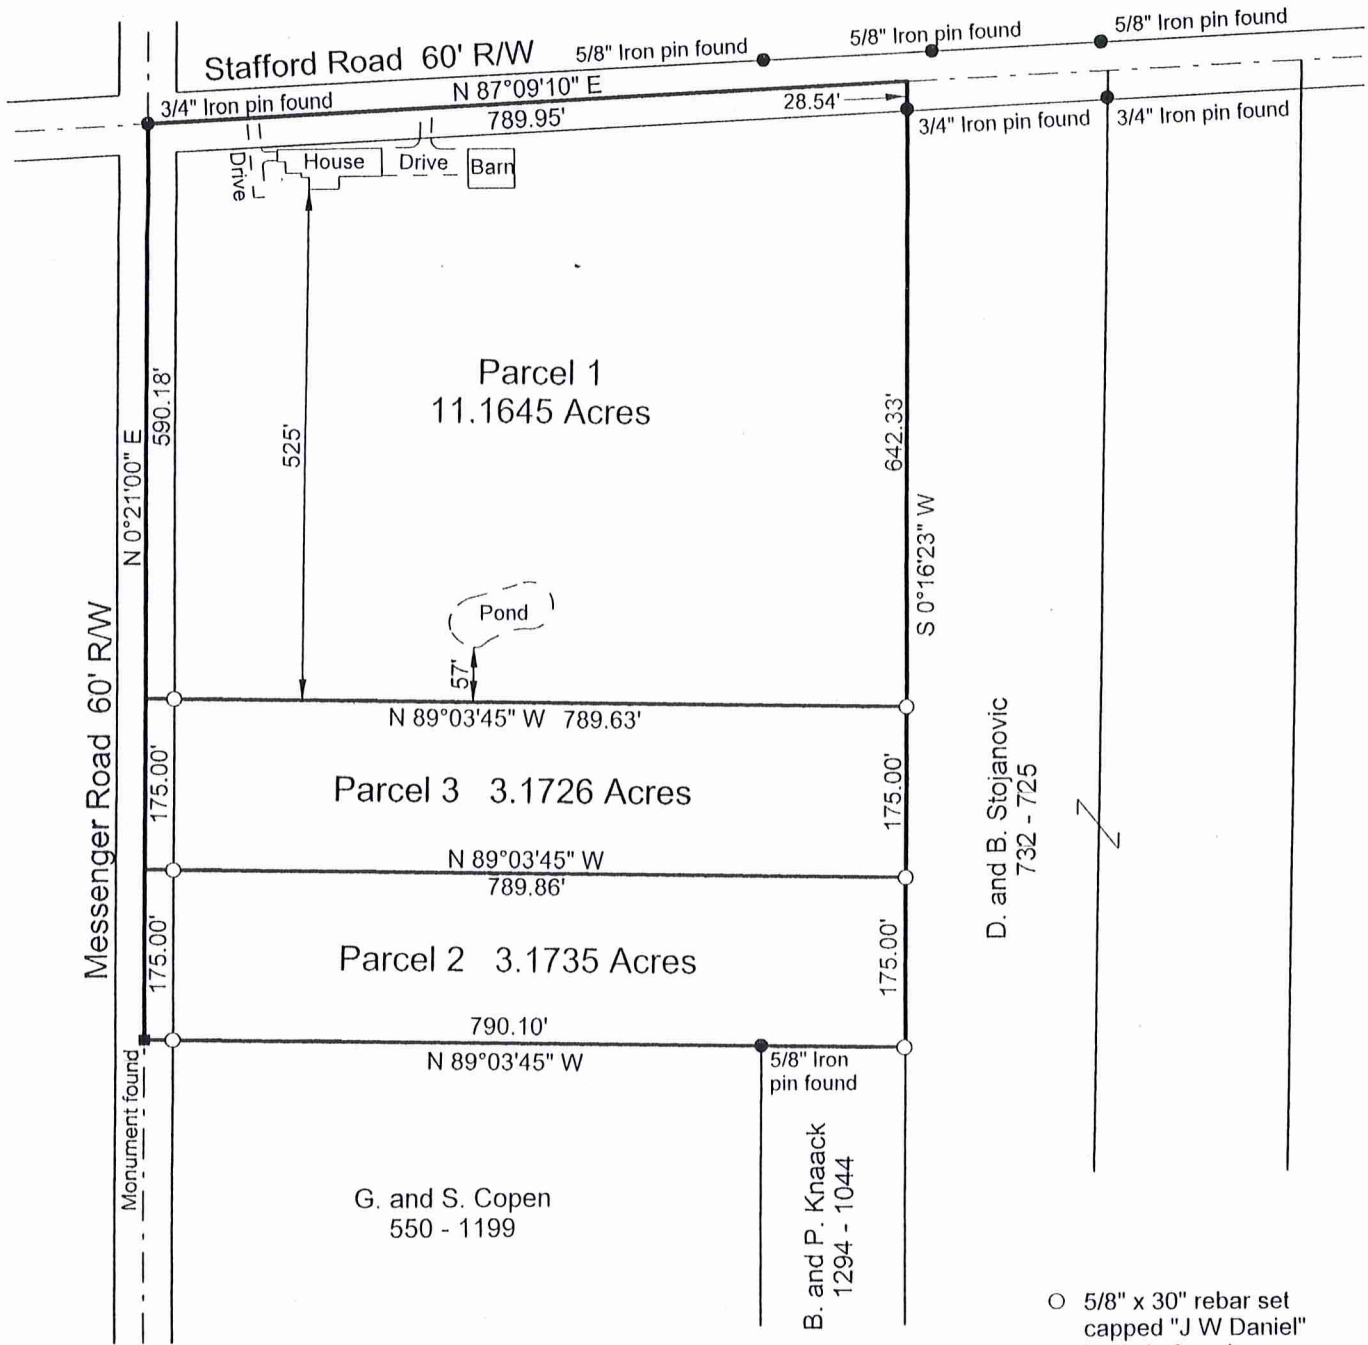 Stafford Road 60' R/W
5/8" Iron pin found
5/8" Iron pin found
5/8" Iron pin found
3/4" Iron pin found
N 87°09'10" E
789.95'
28.54'
3/4" Iron pin found
3/4" Iron pin found
Drive
House
Drive
Barn
Parcel 1
11.1645 Acres
590.18'
N 0°21'00" E
525'
642.33'
S 0°16'23" W
Pond
57'
N 89°03'45" W 789.63'
Messenger Road 60' R/W
175.00'
Parcel 3 3.1726 Acres
175.00'
D. and B. Stojanovic
732 - 725
N 89°03'45" W
789.86'
175.00'
Parcel 2 3.1735 Acres
175.00'
790.10'
N 89°03'45" W
5/8" Iron
pin found
Monument found
G. and S. Copen
550 - 1199
B. and P. Knaack
1294 - 1044
5/8" x 30" rebar set
capped "J W Daniel"